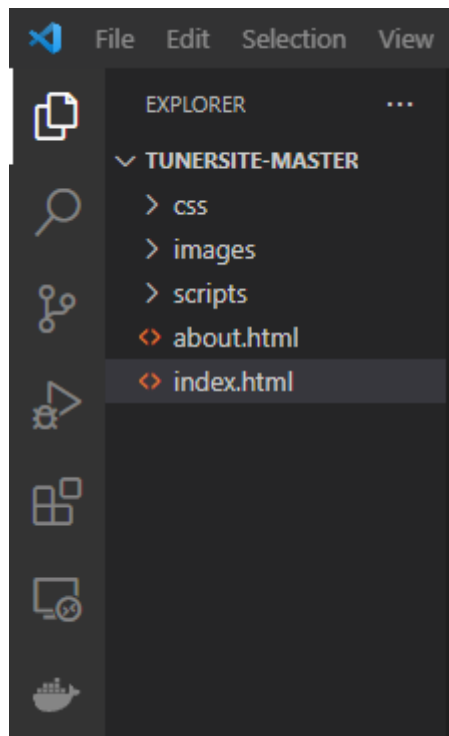 File Edit Selection View
EXPLORER ...
TUNERSITE-MASTER
css
images
scripts
about.html
index.html